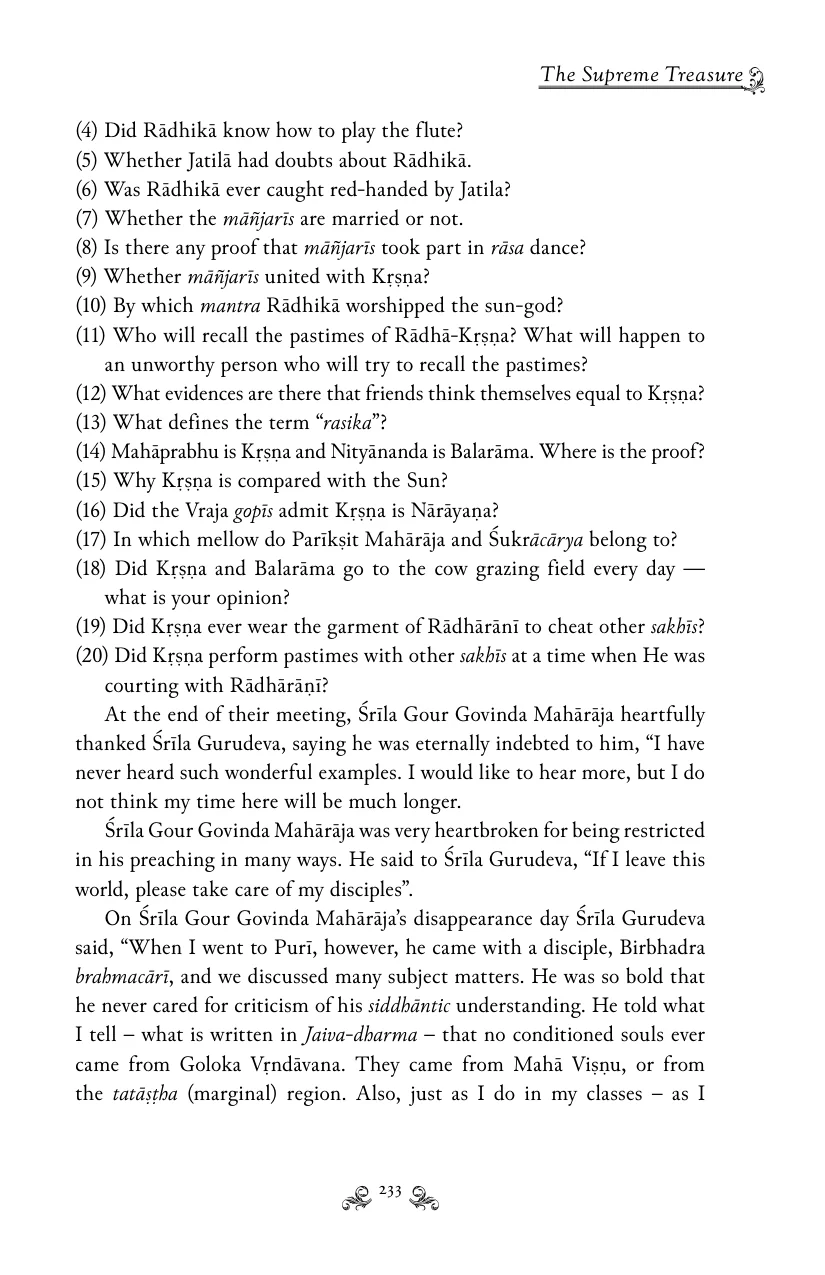 The Supreme Treasure
(4) Did Rādhikā know how to play the flute?
(5) Whether Jatilā had doubts about Rādhikā.
(6) Was Rādhikā ever caught red-handed by Jatila?
(7) Whether the māñjarīs are married or not.
(8) Is there any proof that māñjarīs took part in rāsa dance?
(9) Whether māñjarīs united with Kṛṣṇa?
(10) By which mantra Rādhikā worshipped the sun-god?
(11) Who will recall the pastimes of Rādhā-Kṛṣṇa? What will happen to
an unworthy person who will try to recall the pastimes?
(12) What evidences are there that friends think themselves equal to Kṛṣṇa?
(13) What defines the term “rasika”?
(14) Mahāprabhu is Kṛṣṇa and Nityānanda is Balarāma. Where is the proof?
(15) Why Kṛṣṇa is compared with the Sun?
(16) Did the Vraja gopīs admit Kṛṣṇa is Nārāyaṇa?
(17) In which mellow do Parīkṣit Mahārāja and Śukrācārya belong to?
(18) Did Kṛṣṇa and Balarāma go to the cow grazing field every day —
what is your opinion?
(19) Did Kṛṣṇa ever wear the garment of Rādhārānī to cheat other sakhīs?
(20) Did Kṛṣṇa perform pastimes with other sakhīs at a time when He was
courting with Rādhārāṇī?
At the end of their meeting, Śrīla Gour Govinda Mahārāja heartfully
thanked Śrīla Gurudeva, saying he was eternally indebted to him, “I have
never heard such wonderful examples. I would like to hear more, but I do
not think my time here will be much longer.
Śrīla Gour Govinda Mahārāja was very heartbroken for being restricted
in his preaching in many ways. He said to Śrīla Gurudeva, “If I leave this
world, please take care of my disciples”.
On Śrīla Gour Govinda Mahārāja’s disappearance day Śrīla Gurudeva
said, “When I went to Purī, however, he came with a disciple, Birbhadra
brahmacārī, and we discussed many subject matters. He was so bold that
he never cared for criticism of his siddhāntic understanding. He told what
I tell – what is written in Jaiva-dharma – that no conditioned souls ever
came from Goloka Vṛndāvana. They came from Mahā Viṣṇu, or from
the tatāṣṭha (marginal) region. Also, just as I do in my classes – as I
233